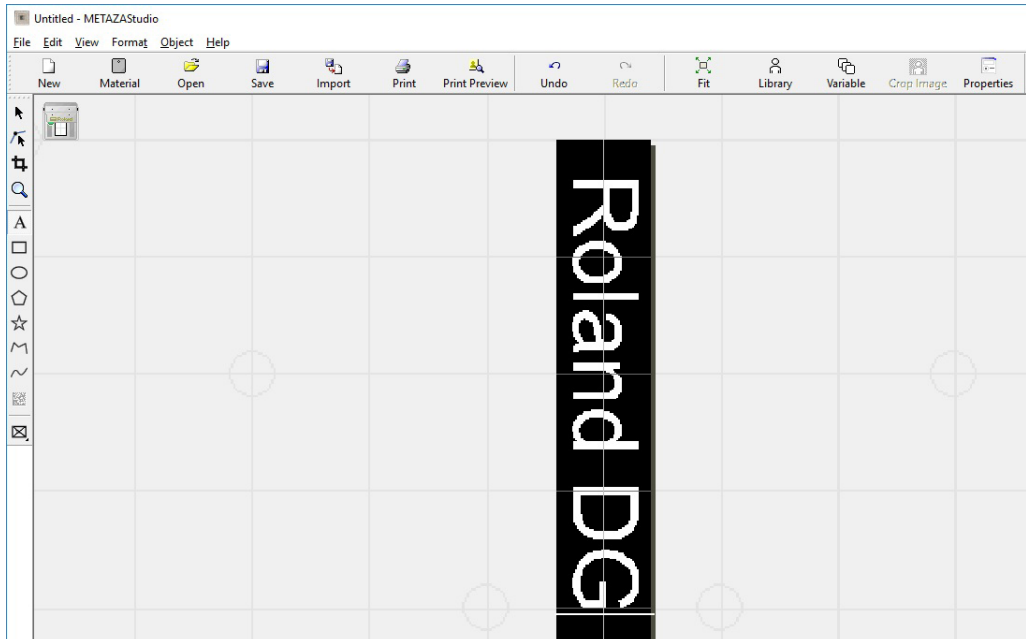 Untitled - METAZAStudio
File Edit View Format Object Help
New Material Open Save Import Print Print Preview Undo Redo Fit Library Variable Crop Image Properties
A
Roland DG